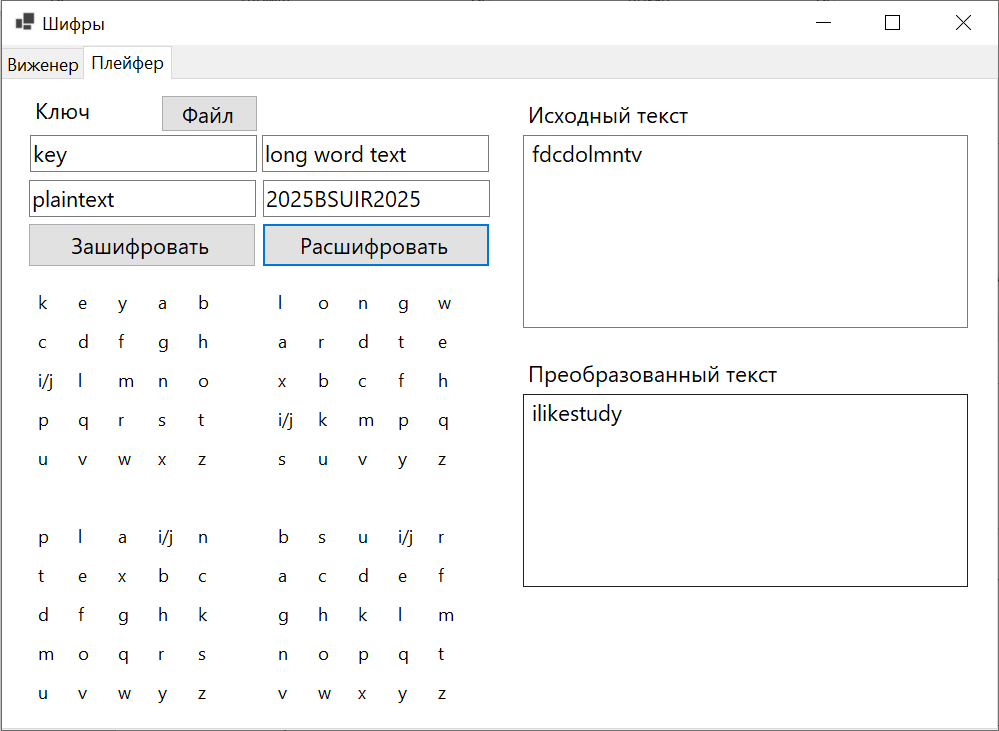 Шифры
Виженер Плейфер
Ключ Файл
key long word text
plaintext 2025BSUIR2025
Зашифровать Расшифровать
k e y a b l o n g w
c d f g h a r d t e
i/j l m n o x b c f h
p q r s t i/j k m p q
u v w x z s u v y z
p l a i/j n b s u i/j r
t e x b c a c d e f
d f g h k g h k l m
m o q r s n o p q t
u v w y z v w x y z
Исходный текст
fdcdolmntv
Преобразованный текст
ilikestudy